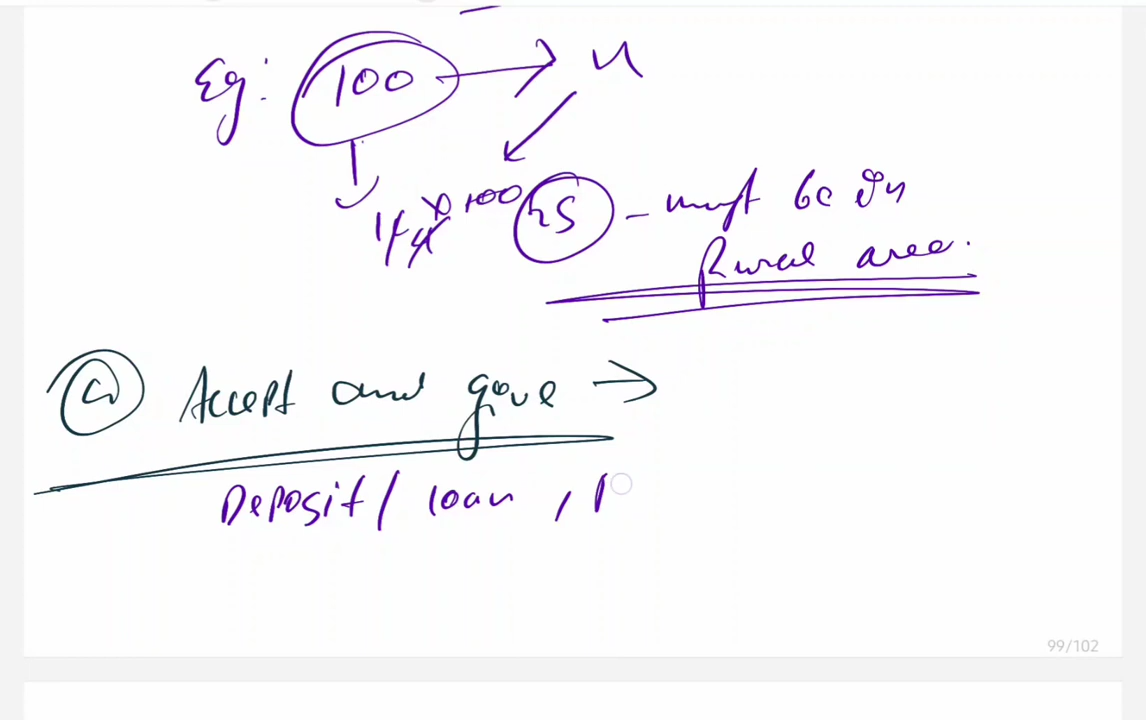 Eg: 100 → u
1/4 x 100 25 - must be in
Rural area.
④ Accept and give →
Deposit/ loan ,
99/102